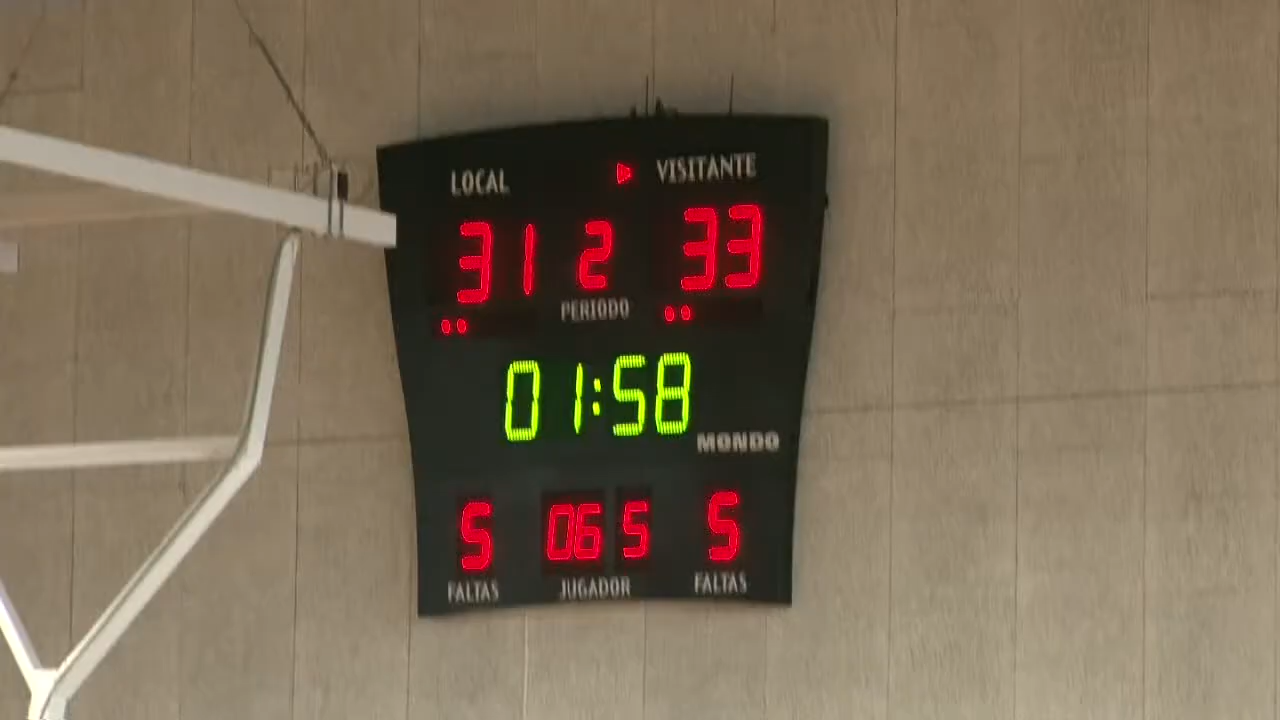 LOCAL VISITANTE
31 2 33
PERIODO
01:58
MONDO
5 06 5 5
FALTAS JUGADOR FALTAS